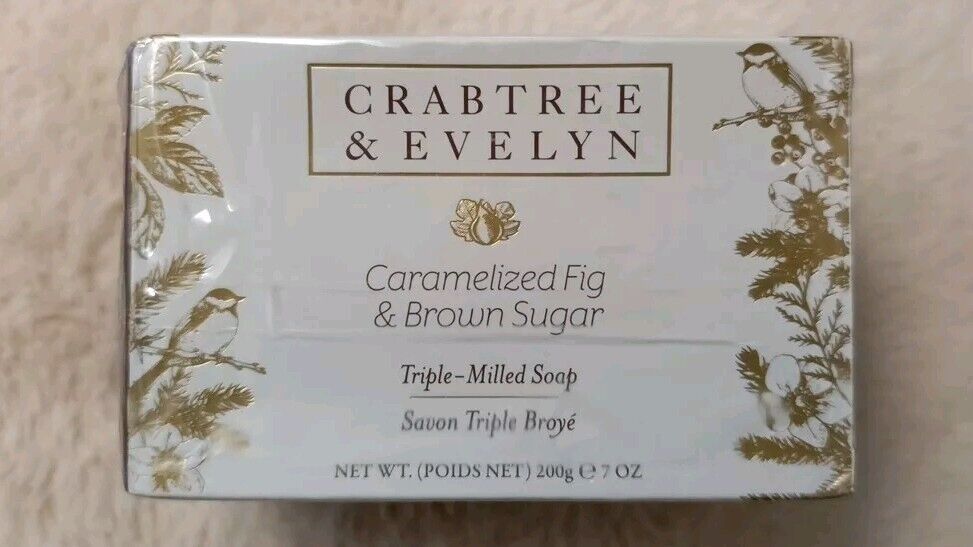 CRABTREE
& EVELYN
Caramelized Fig
& Brown Sugar
Triple-Milled Soap
Savon Triple Broyé
NET WT. (POIDS NET) 200g ℮ 7 OZ